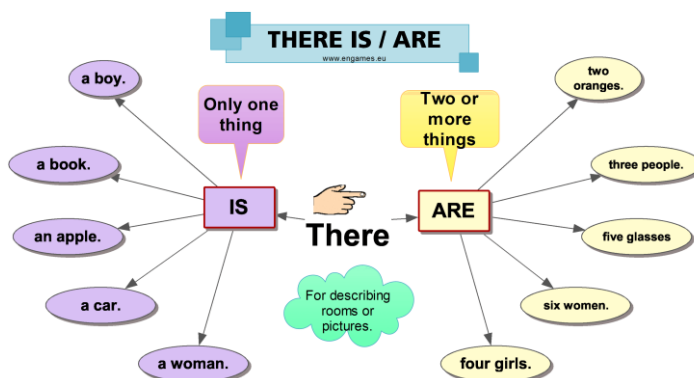 THERE IS / ARE
www.engames.eu
Only one
thing
Two or
more
things
a boy.
a book.
an apple.
a car.
a woman.
IS
There
ARE
two
oranges.
three people.
five glasses
six women.
four girls.
For describing
rooms or
pictures.